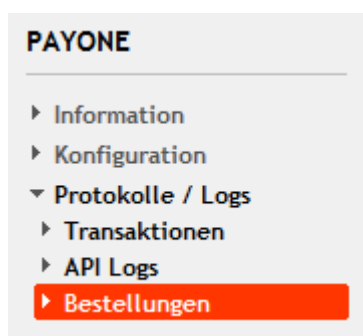 PAYONE
Information
Konfiguration
Protokolle / Logs
Transaktionen
API Logs
Bestellungen